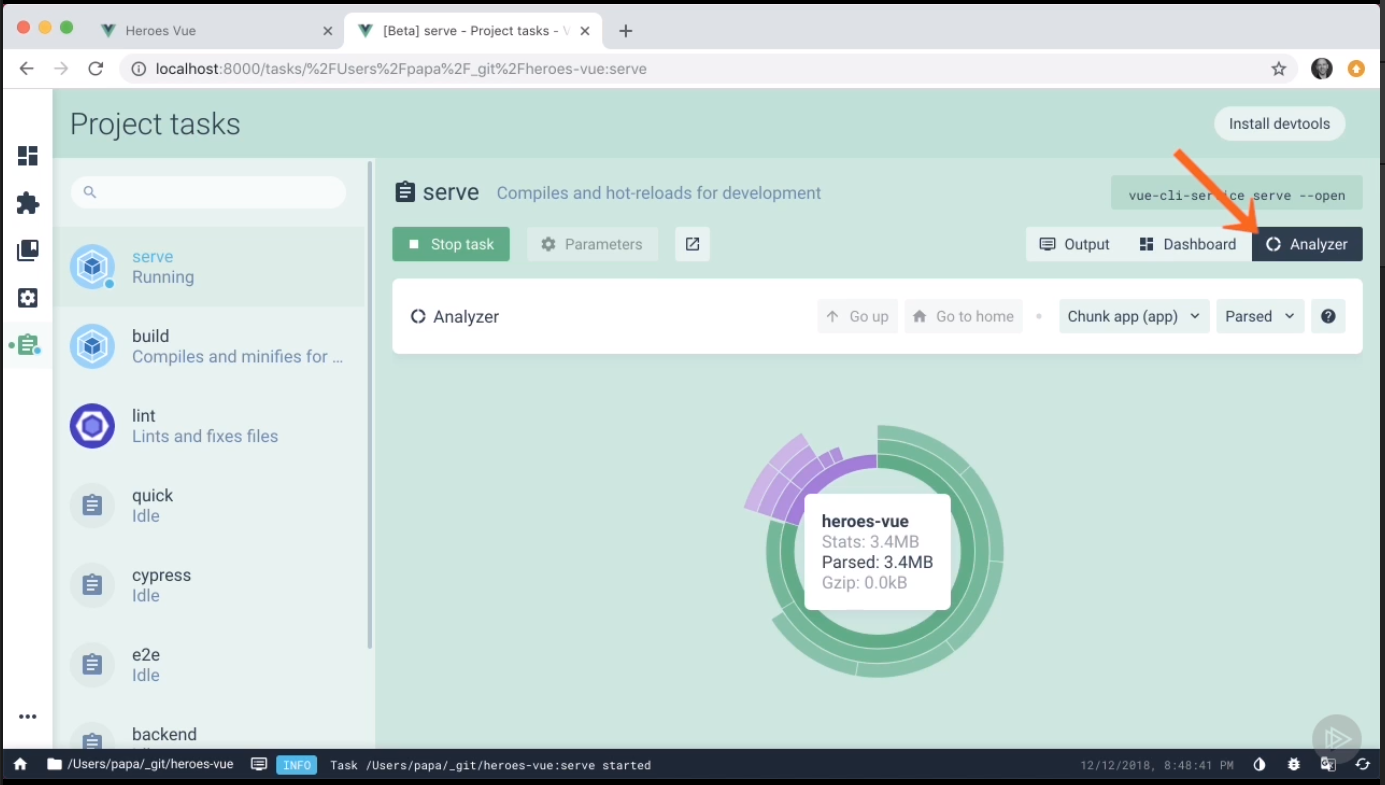 Heroes Vue
[Beta] serve - Project tasks - V
localhost:8000/tasks/%2FUsers%2Fpapa%2F_git%2Fheroes-vue:serve
Project tasks
Install devtools
serve
Compiles and hot-reloads for development
vue-cli-service serve --open
Stop task
Parameters
Output
Dashboard
Analyzer
serve
Running
Analyzer
Go up
Go to home
Chunk app (app)
Parsed
build
Compiles and minifies for ...
lint
Lints and fixes files
quick
Idle
heroes-vue
Stats: 3.4MB
Parsed: 3.4MB
Gzip: 0.0kB
cypress
Idle
e2e
Idle
backend
/Users/papa/_git/heroes-vue
INFO
Task /Users/papa/_git/heroes-vue:serve started
12/12/2018, 8:48:41 PM